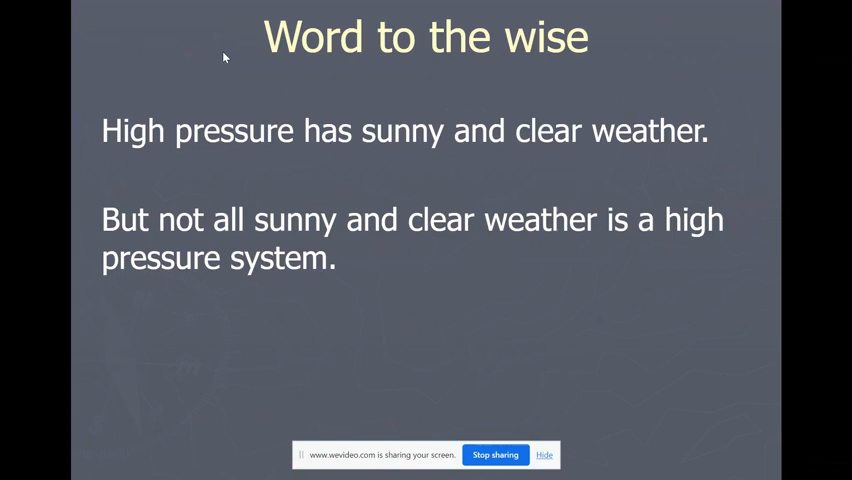 Word to the wise
High pressure has sunny and clear weather.
But not all sunny and clear weather is a high
pressure system.
www.wevideo.com is sharing your screen. Stop sharing Hide